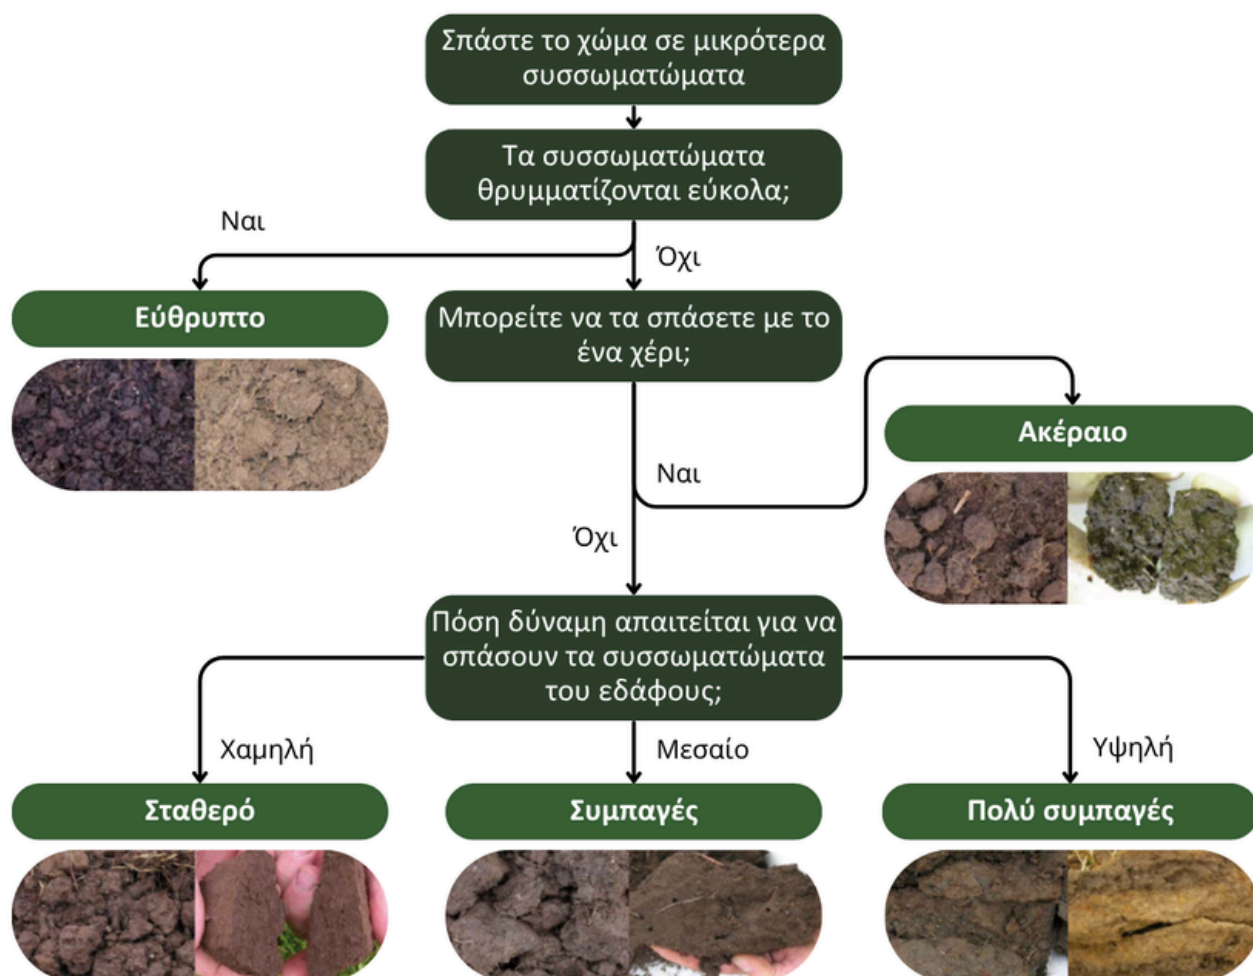 Σπάστε το χώμα σε μικρότερα
συσσωματώματα
Τα συσσωματώματα
θρυμματίζονται εύκολα;
Ναι
Όχι
Εύθρυπτο
Μπορείτε να τα σπάσετε με το
ένα χέρι;
Ακέραιο
Ναι
Όχι
Πόση δύναμη απαιτείται για να
σπάσουν τα συσσωματώματα
του εδάφους;
Χαμηλή
Μεσαίο
Υψηλή
Σταθερό
Συμπαγές
Πολύ συμπαγές